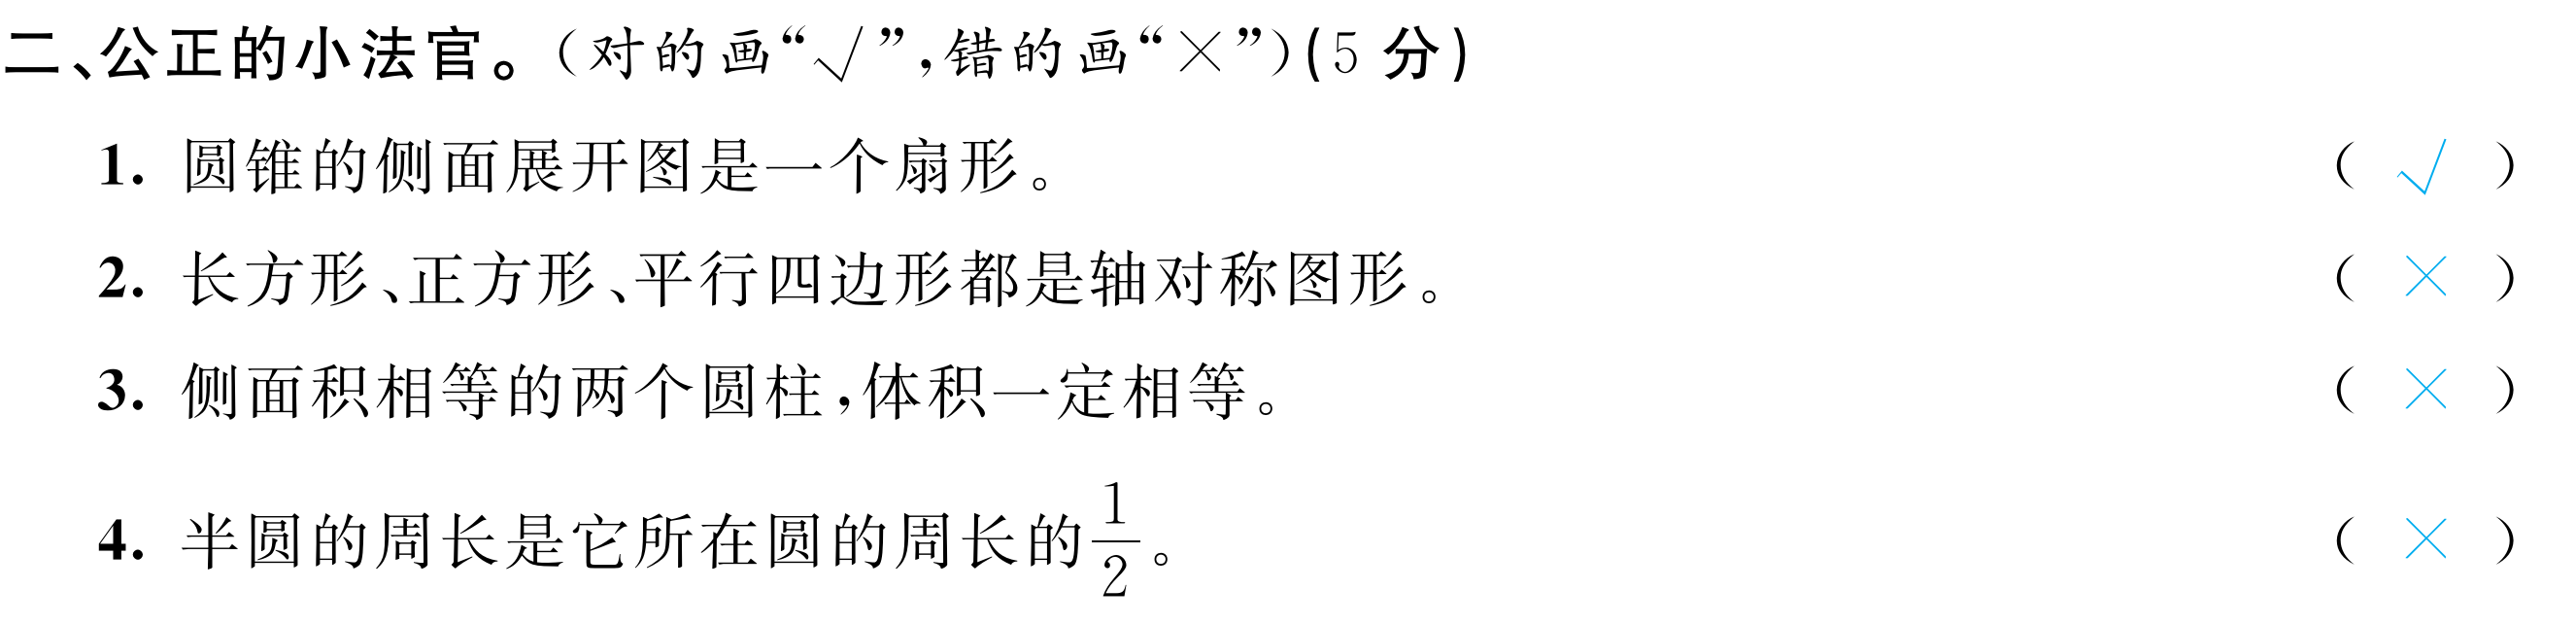 二、公正的小法官。(对的画“√”,错的画“×”)(5 分)
1. 圆锥的侧面展开图是一个扇形。 ( √ )
2. 长方形、正方形、平行四边形都是轴对称图形。 ( × )
3. 侧面积相等的两个圆柱,体积一定相等。 ( × )
4. 半圆的周长是它所在圆的周长的1/2。 ( × )